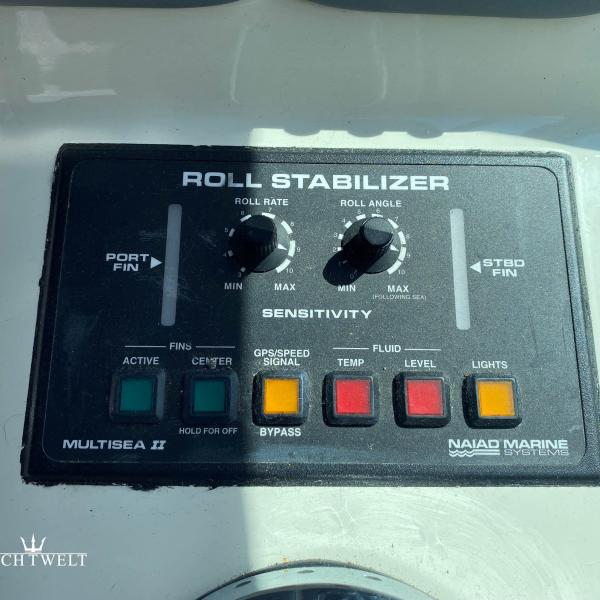 ROLL STABILIZER
ROLL RATE
ROLL ANGLE
PORT
FIN
STBD
FIN
MIN
MAX
MIN
MAX
(FOLLOWING SEA)
SENSITIVITY
FINS
ACTIVE
CENTER
GPS/SPEED
SIGNAL
FLUID
TEMP
LEVEL
LIGHTS
HOLD FOR OFF
BYPASS
MULTISEA II
NAIAD MARINE
SYSTEMS
CHTWELT